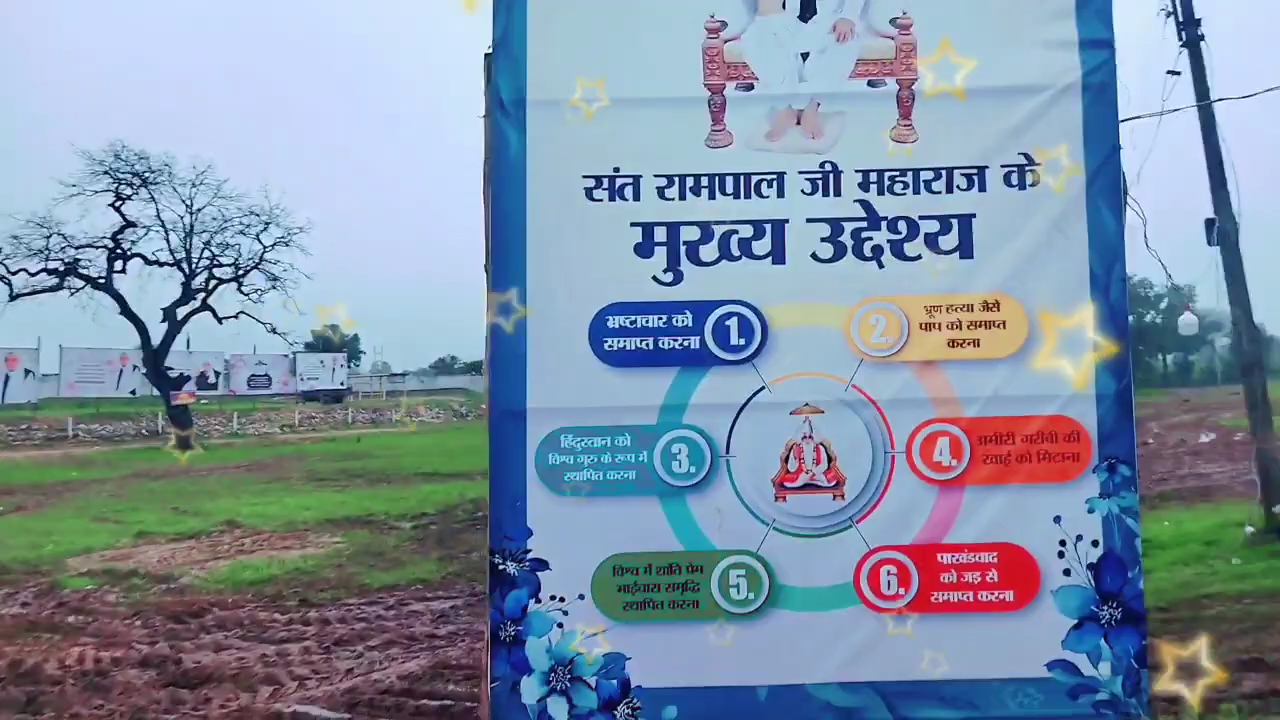 संत रामपाल जी महाराज के
मुख्य उद्देश्य
भ्रष्टाचार को
समाप्त करना
1.
2.
भ्रूण हत्या जैसे
पाप को समाप्त
करना
हिंदुस्तान को
विश्व गुरु के रूप में
स्थापित करना
3.
4.
अमीरी गरीबी की
खाई को मिटाना
विश्व में शांति प्रेम
भाईचारा समृद्धि
स्थापित करना
5.
6.
पाखंडवाद
को जड़ से
समाप्त करना